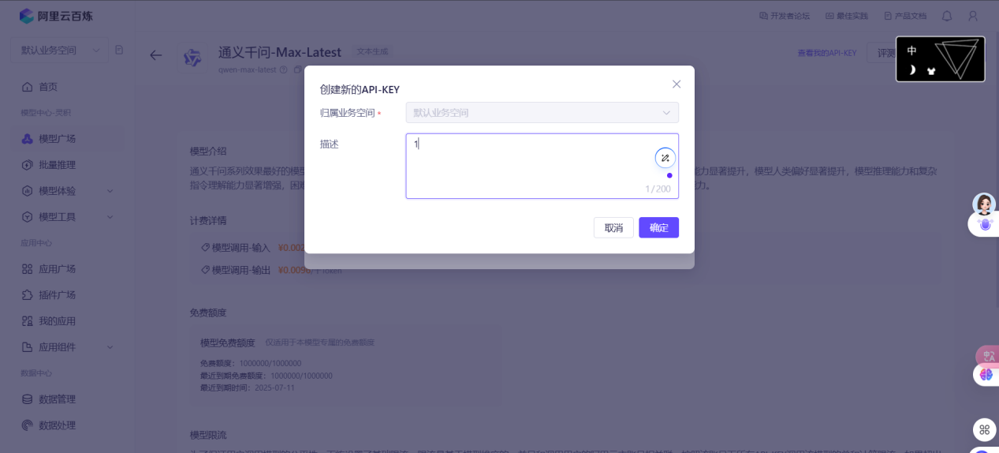 阿里云百炼
开发者论坛
最佳实践
产品文档
默认业务空间
通义千问-Max-Latest
文本生成
qwen-max-latest
查看我的API-KEY
评测
中
首页
模型中心-灵积
模型广场
批量推理
模型体验
模型工具
应用中心
应用广场
插件广场
我的应用
应用组件
数据中心
数据管理
数据处理
创建新的API-KEY
归属业务空间 *
默认业务空间
描述
1
1/200
取消
确定
模型介绍
通义千问系列效果最好的模
能力显著提升，模型人类偏好显著提升，模型推理能力和复杂
指令理解能力显著增强，困
力。
计费详情
模型调用-输入 ¥0.002
模型调用-输出 ¥0.0096/千Token
免费额度
模型免费额度 仅适用于本模型专属的免费额度
免费额度：1000000/1000000
最近到期免费额度：1000000/1000000
最近到期时间：2025-07-11
模型限流